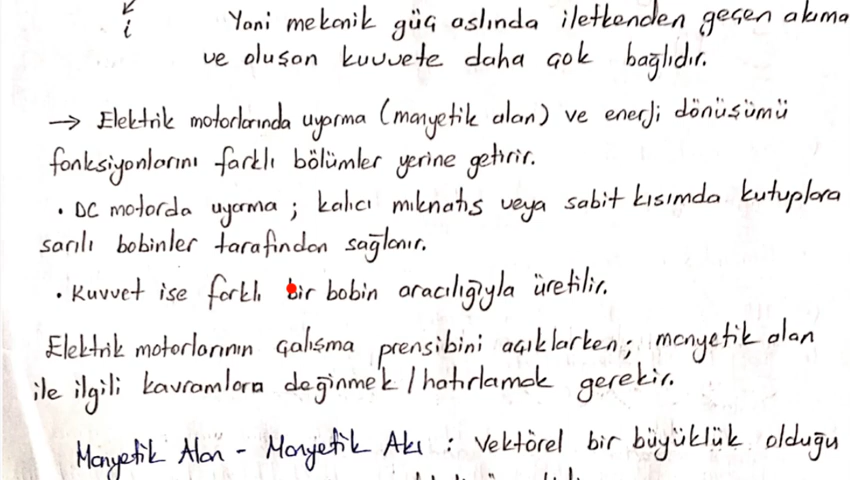 i Yani mekanik güç aslında iletkenden geçen akıma
ve oluşan kuvvete daha çok bağlıdır.
→ Elektrik motorlarında uyarma (manyetik alan) ve enerji dönüşümü
fonksiyonlarını farklı bölümler yerine getirir.
• DC motorda uyarma ; kalıcı mıknatıs veya sabit kısımda kutuplara
sarılı bobinler tarafından sağlanır.
• Kuvvet ise farklı bir bobin aracılığıyla üretilir.
Elektrik motorlarının çalışma prensibini açıklarken ; manyetik alan
ile ilgili kavramlara değinmek / hatırlamak gerekir.
Manyetik Alan - Manyetik Akı : Vektörel bir büyüklük olduğu